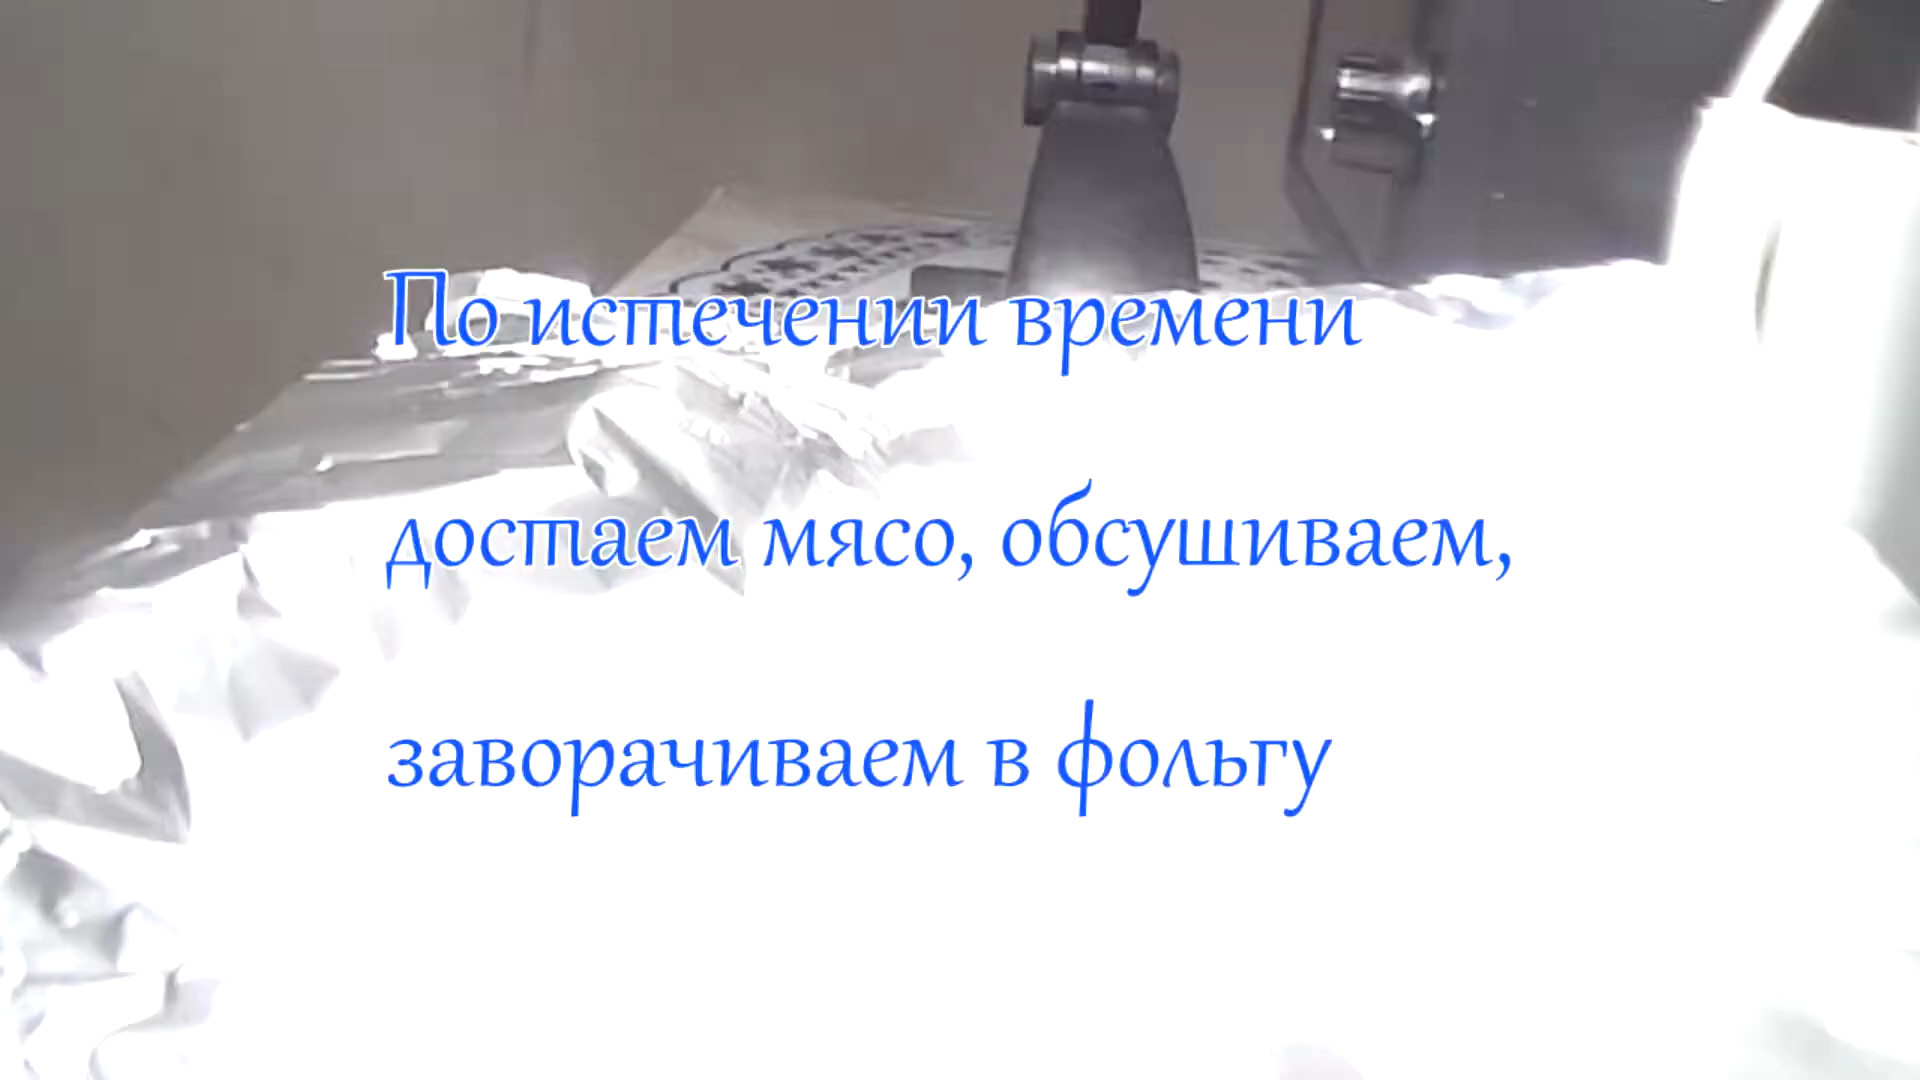 По истечении времени
достаем мясо, обсушиваем,
заворачиваем в фольгу